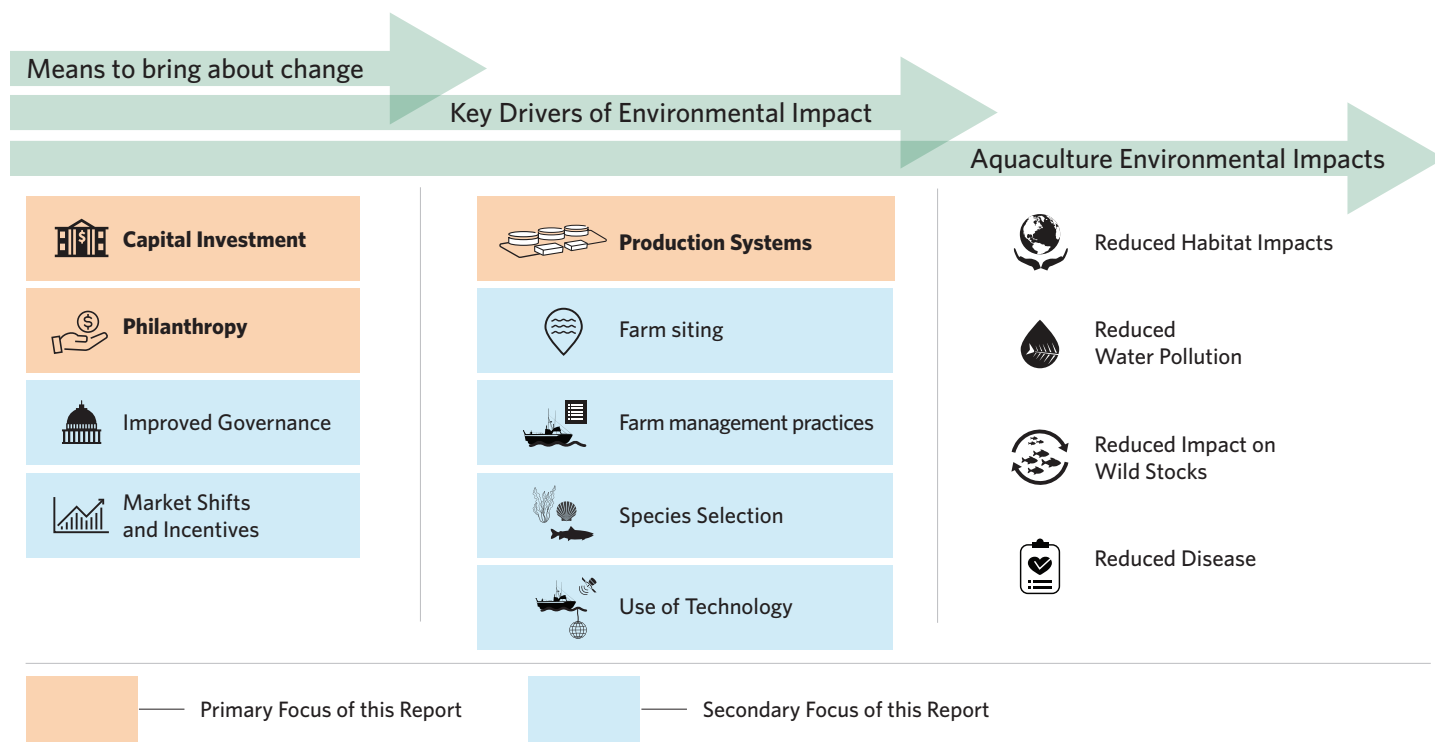 Means to bring about change
Key Drivers of Environmental Impact
Aquaculture Environmental Impacts
Capital Investment
Philanthropy
Improved Governance
Market Shifts
and Incentives
Production Systems
Farm siting
Farm management practices
Species Selection
Use of Technology
Reduced Habitat Impacts
Reduced
Water Pollution
Reduced Impact on
Wild Stocks
Reduced Disease
Primary Focus of this Report
Secondary Focus of this Report